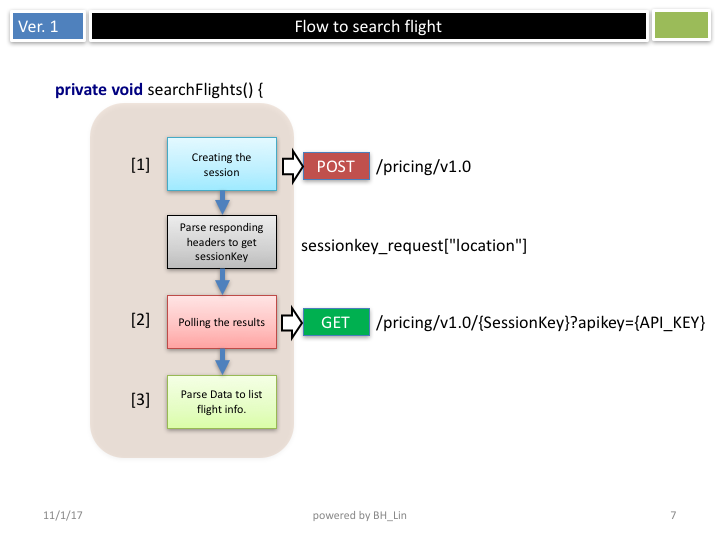 Ver. 1
Flow to search flight
private void searchFlights() {
[1]
Creating the
session
POST
/pricing/v1.0
Parse responding
headers to get
sessionKey
sessionkey_request["location"]
[2]
Polling the results
GET
/pricing/v1.0/{SessionKey}?apikey={API_KEY}
[3]
Parse Data to list
flight info.
11/1/17
powered by BH_Lin
7